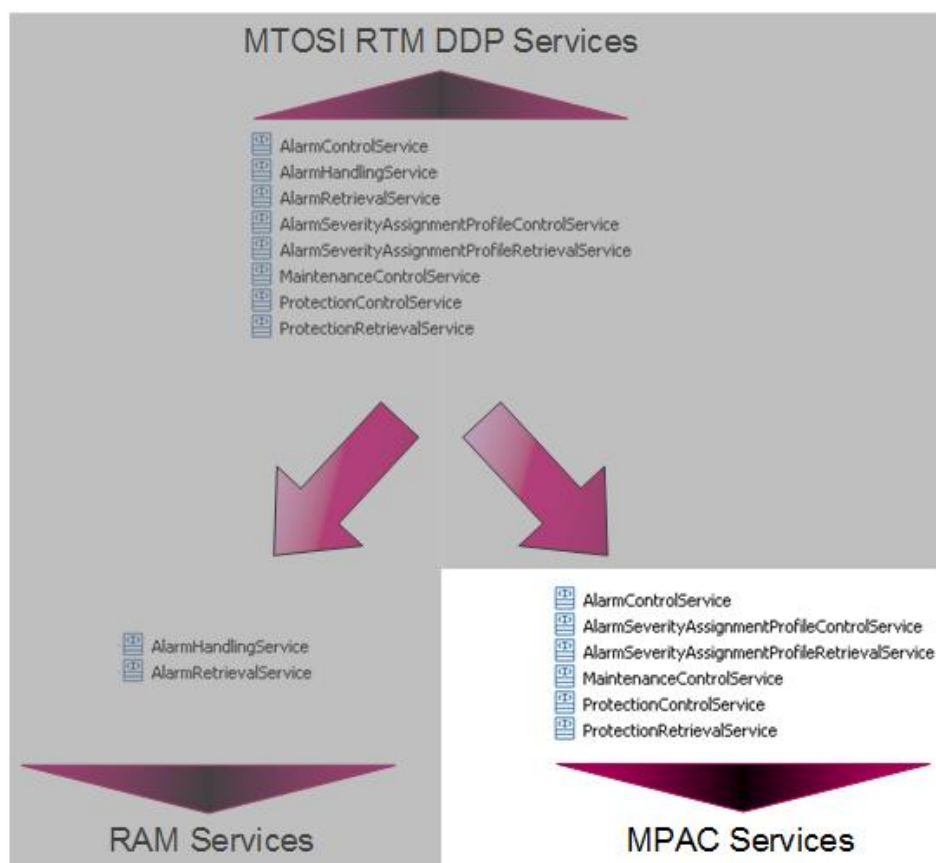 MTOSI RTM DDP Services
AlarmControlService
AlarmHandlingService
AlarmRetrievalService
AlarmSeverityAssignmentProfileControlService
AlarmSeverityAssignmentProfileRetrievalService
MaintenanceControlService
ProtectionControlService
ProtectionRetrievalService
AlarmHandlingService
AlarmRetrievalService
RAM Services
AlarmControlService
AlarmSeverityAssignmentProfileControlService
AlarmSeverityAssignmentProfileRetrievalService
MaintenanceControlService
ProtectionControlService
ProtectionRetrievalService
MPAC Services